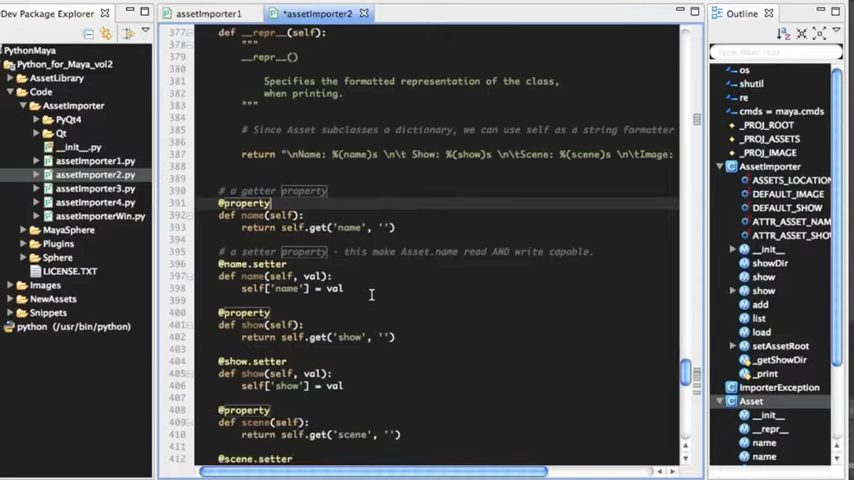 Dev Package Explorer
PythonMaya
Python_for_Maya_vol2
AssetLibrary
Code
AssetImporter
PyQt4
Qt
__init__.py
assetImporter1.py
assetImporter2.py
assetImporter3.py
assetImporter4.py
assetImporterWin.py
MayaSphere
Plugins
Sphere
LICENSE.TXT
Images
NewAssets
Snippets
python (/usr/bin/python)
assetImporter1
*assetImporter2
377 def __repr__(self):
378 """
379 __repr__()
380
381 Specifies the formatted representation of the class,
382 when printing.
383 """
384
385 # Since Asset subclasses a dictionary, we can use self as a string farmatter
386
387 return "\nName: %(name)s \n\t Show: %(show)s \n\tScene: %(scene)s \n\tImage:
388
390 # a getter property
391 @property
392 def name(self):
393 return self.get('name', '')
394
395 # a setter property - this make Asset.name read AND write capable.
396 @name.setter
397 def name(self, val):
398 self['name'] = val
399
400 @property
401 def show(self):
402 return self.get('show', '')
403
404 @show.setter
405 def show(self, val):
406 self['show'] = val
407
408 @property
409 def scene(self):
410 return self.get('scene', '')
411
412 @scene.setter
Outline
type filter text
os
shutil
re
cmds = maya.cmds
_PROJ_ROOT
_PROJ_ASSETS
_PROJ_IMAGE
AssetImporter
ASSETS_LOCATION
DEFAULT_IMAGE
DEFAULT_SHOW
ATTR_ASSET_NAM
ATTR_ASSET_SHO
__init__
showDir
show
show
add
list
load
setAssetRoot
_getShowDir
_print
ImporterException
Asset
__init__
__repr__
name
name